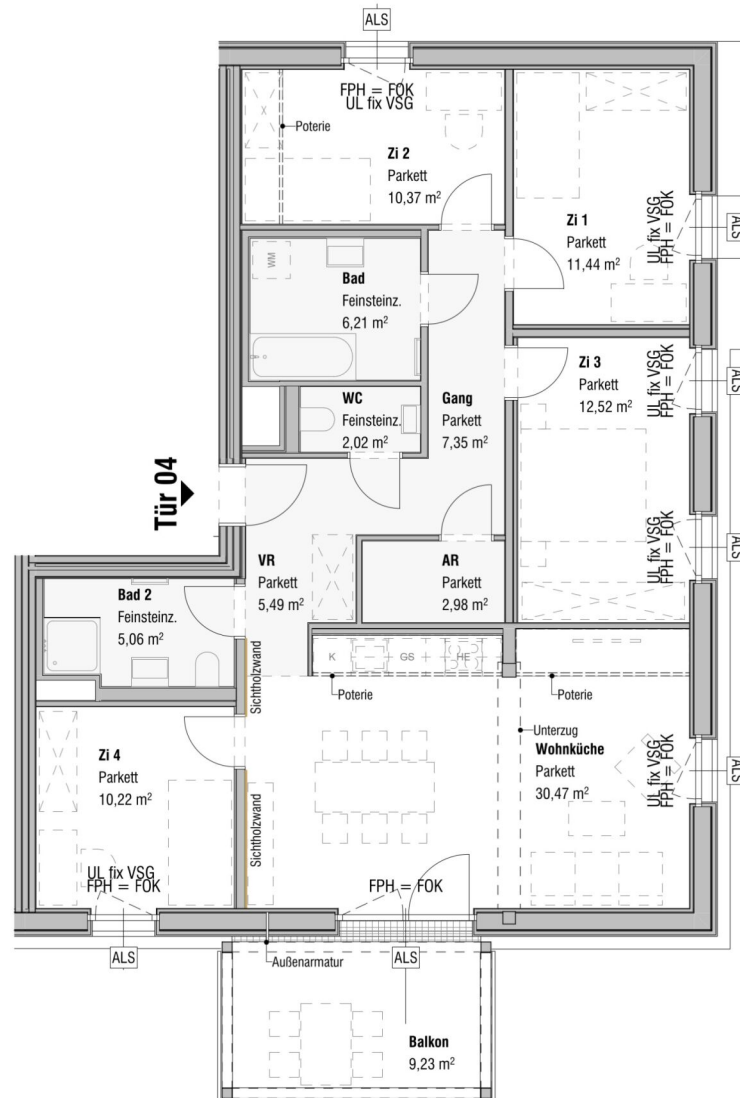 ALS
FPH = FOK
UL fix VSG
Poterie
Zi 2
Parkett
10,37 m²
Zi 1
Parkett
11,44 m²
UL fix VSG
FPH = FOK
ALS
WM
Bad
Feinsteinz.
6,21 m²
Zi 3
Parkett
12,52 m²
UL fix VSG
FPH = FOK
ALS
WC
Feinsteinz.
2,02 m²
Gang
Parkett
7,35 m²
Tür 04
UL fix VSG
FPH = FOK
ALS
VR
Parkett
5,49 m²
AR
Parkett
2,98 m²
Bad 2
Feinsteinz.
5,06 m²
Sichtholzwand
K
GS
HE
Poterie
Poterie
Unterzug
Wohnküche
Parkett
30,47 m²
UL fix VSG
FPH = FOK
ALS
Zi 4
Parkett
10,22 m²
Sichtholzwand
UL fix VSG
FPH = FOK
FPH = FOK
ALS
Außenarmatur
ALS
Balkon
9,23 m²